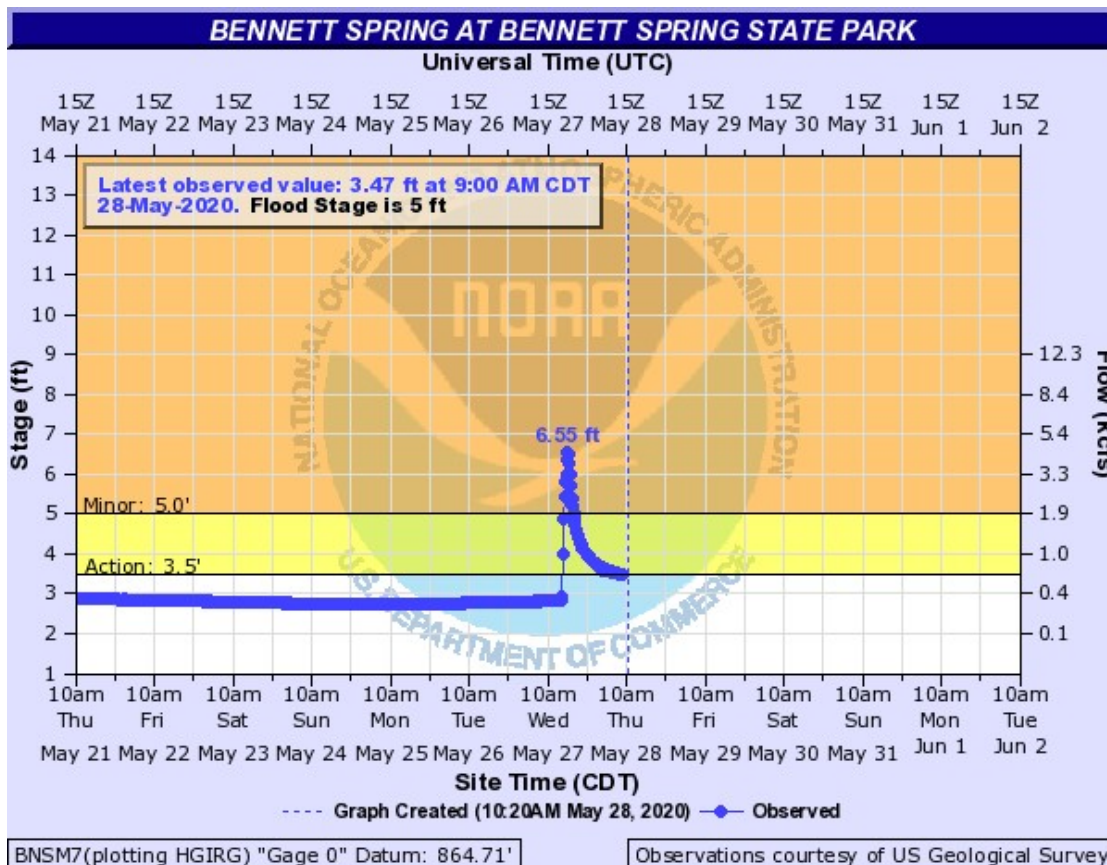 BENNETT SPRING AT BENNETT SPRING STATE PARK
Universal Time (UTC)
15Z 15Z 15Z 15Z 15Z 15Z 15Z 15Z 15Z 15Z 15Z 15Z 15Z
May 21 May 22 May 23 May 24 May 25 May 26 May 27 May 28 May 29 May 30 May 31 Jun 1 Jun 2
Latest observed value: 3.47 ft at 9:00 AM CDT
28-May-2020. Flood Stage is 5 ft
14
13
12
11
10
9
8
7
6
5
4
3
2
1
Stage (ft)
NATIONAL OCEANIC AND ATMOSPHERIC ADMINISTRATION
NOAA
U.S. DEPARTMENT OF COMMERCE
6.55 ft
Minor: 5.0'
Action: 3.5'
12.3
8.4
5.4
3.3
1.9
1.0
0.4
0.1
Flow (Kcfs)
10am 10am 10am 10am 10am 10am 10am 10am 10am 10am 10am 10am 10am
Thu Fri Sat Sun Mon Tue Wed Thu Fri Sat Sun Mon Tue
May 21 May 22 May 23 May 24 May 25 May 26 May 27 May 28 May 29 May 30 May 31 Jun 1 Jun 2
Site Time (CDT)
Graph Created (10:20AM May 28, 2020) Observed
BNSM7(plotting HGIRG) "Gage 0" Datum: 864.71'
Observations courtesy of US Geological Survey